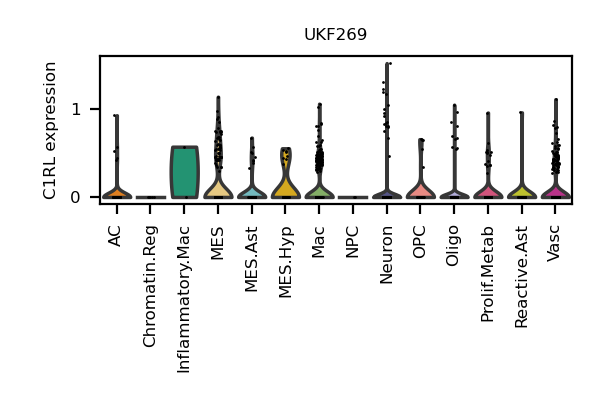 UKF269
C1RL expression
1
0
AC
Chromatin.Reg
Inflammatory.Mac
MES
MES.Ast
MES.Hyp
Mac
NPC
Neuron
OPC
Oligo
Prolif.Metab
Reactive.Ast
Vasc